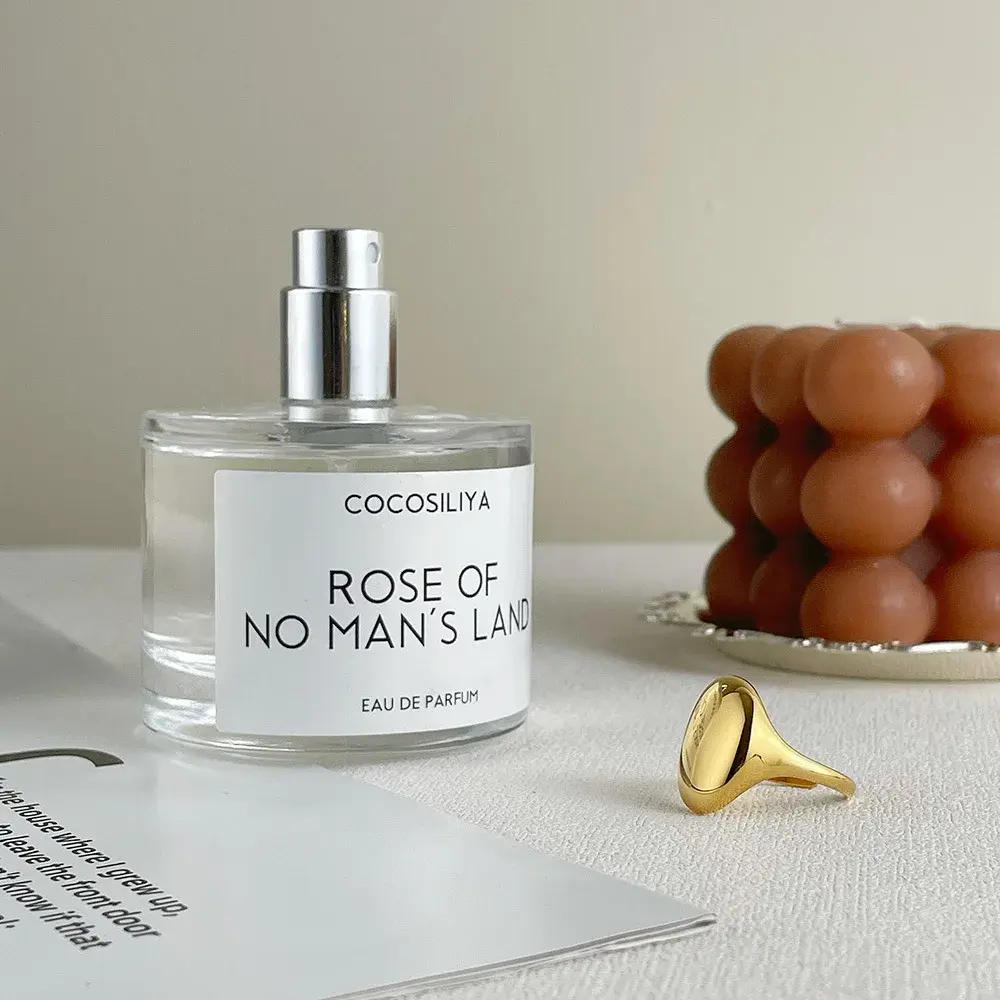 COCOSILIYA
ROSE OF
NO MAN´S LAND
EAU DE PARFUM
the house where I grew up,
to leave the front door
know if that